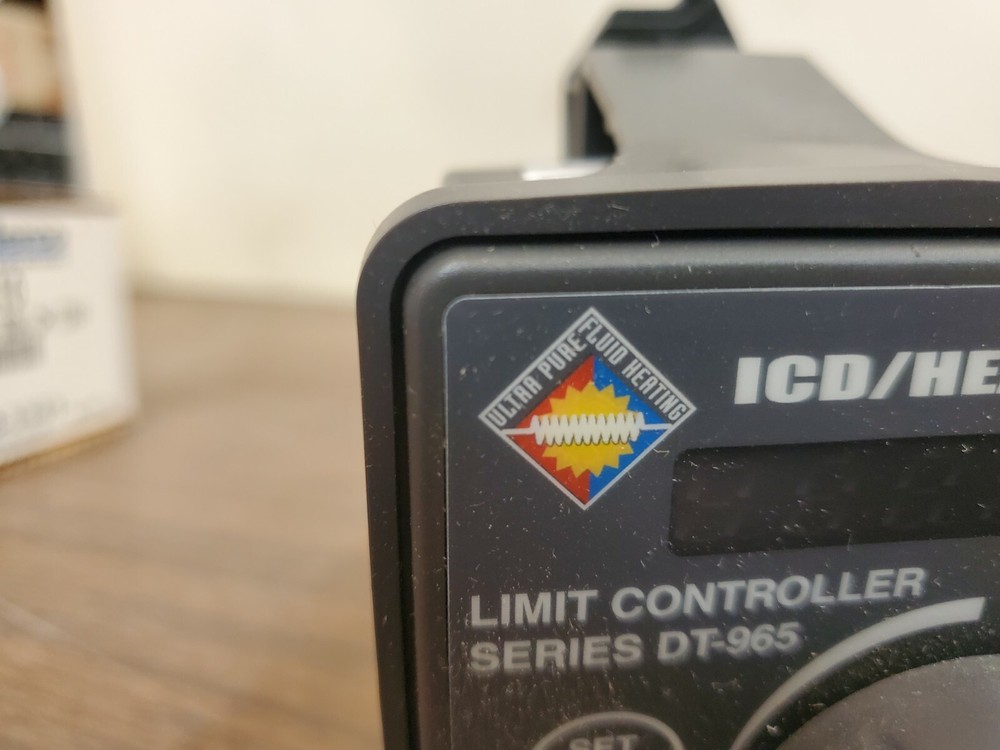 ULTRA PURE
FLUID HEATING
ICD/HE
LIMIT CONTROLLER
SERIES DT-965
SET